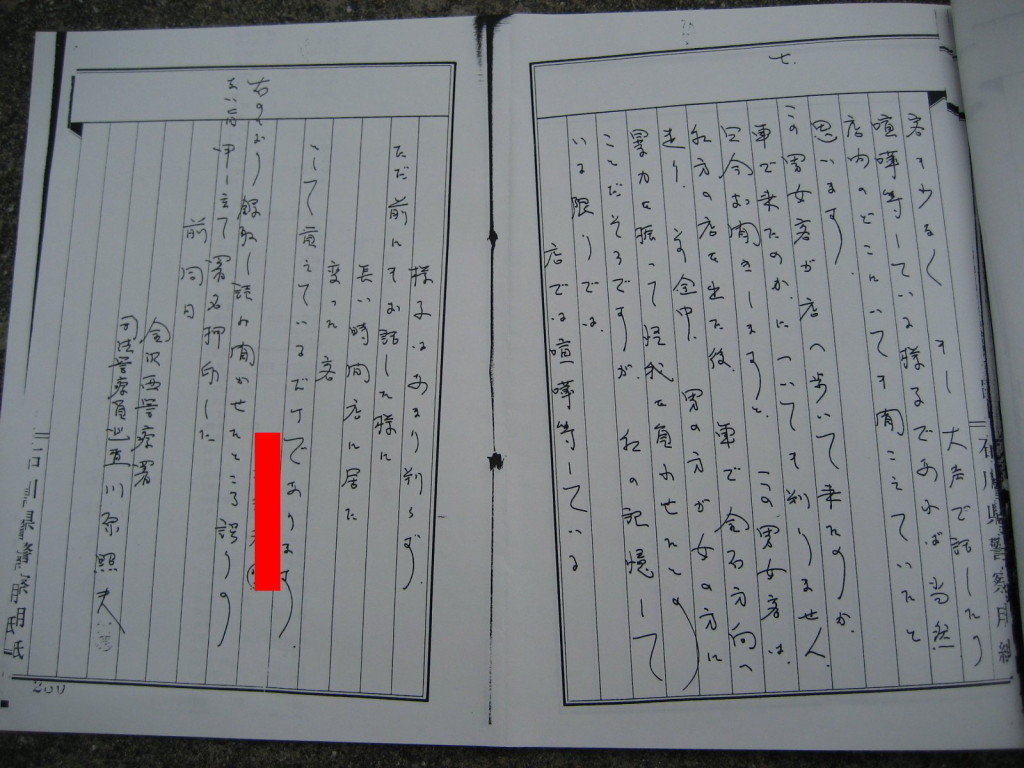 七
客も少なく もし 大声で話したり
喧嘩等している様子であれば 当然
店内のどこにいても聞こえていたと
思います。
この男女客が店へ歩いて来たのか、
車で来たのかについても判りません。
只今お聞きしますと、この男女客は、
私方の店を出た後、車で金石方向へ
走り、その途中、男の方が女の方に
暴力を振って怪我を負わせたとの
ことだそうですが、私の記憶して
いる限りでは、
店では喧嘩等している
石川県警察用紙
様子はあまり判らず、
ただ前にもお話した様に
長い時間店に居た
変った客
として覚えているだけであります。
右のとおり録取し読み聞かせたところ誤りの
ない旨申し立て署名押印した
前同日
金沢西警察署
司法警察員巡査 川原照夫
石川県警察用紙